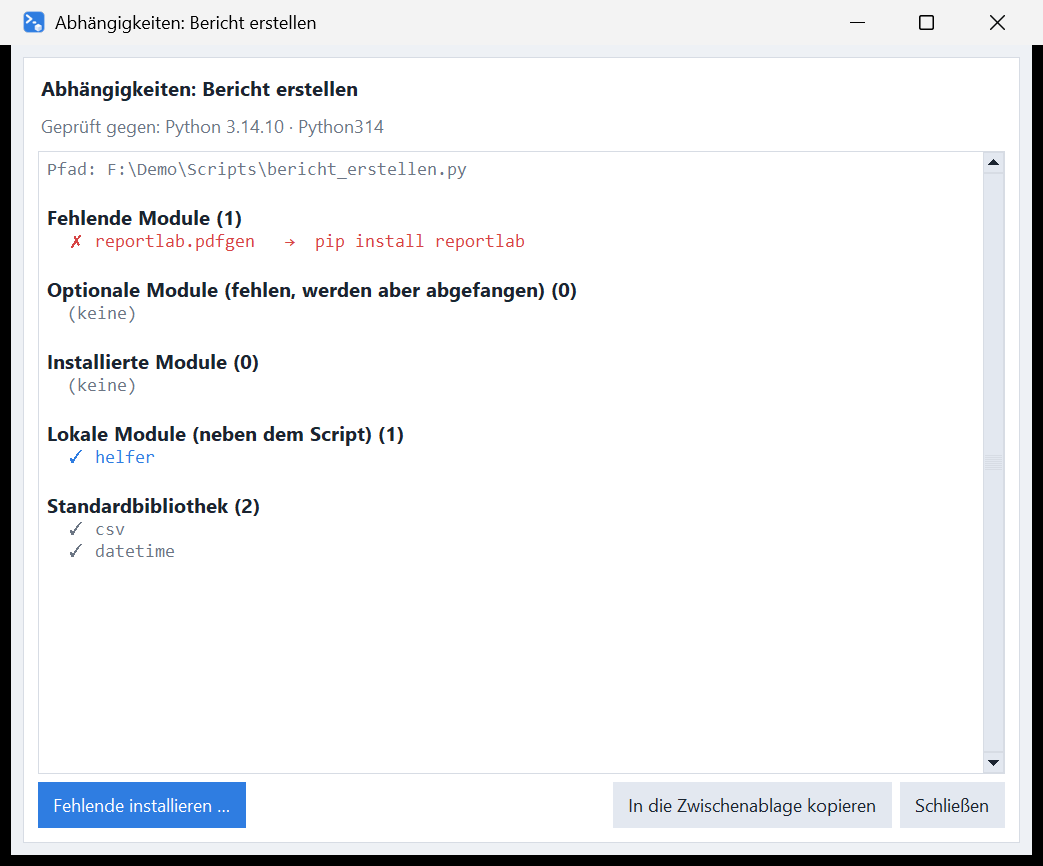 Abhängigkeiten: Bericht erstellen
Abhängigkeiten: Bericht erstellen
Geprüft gegen: Python 3.14.10 · Python314
Pfad: F:\Demo\Scripts\bericht_erstellen.py
Fehlende Module (1)
✗ reportlab.pdfgen → pip install reportlab
Optionale Module (fehlen, werden aber abgefangen) (0)
(keine)
Installierte Module (0)
(keine)
Lokale Module (neben dem Script) (1)
✓ helfer
Standardbibliothek (2)
✓ csv
✓ datetime
Fehlende installieren ...
In die Zwischenablage kopieren
Schließen